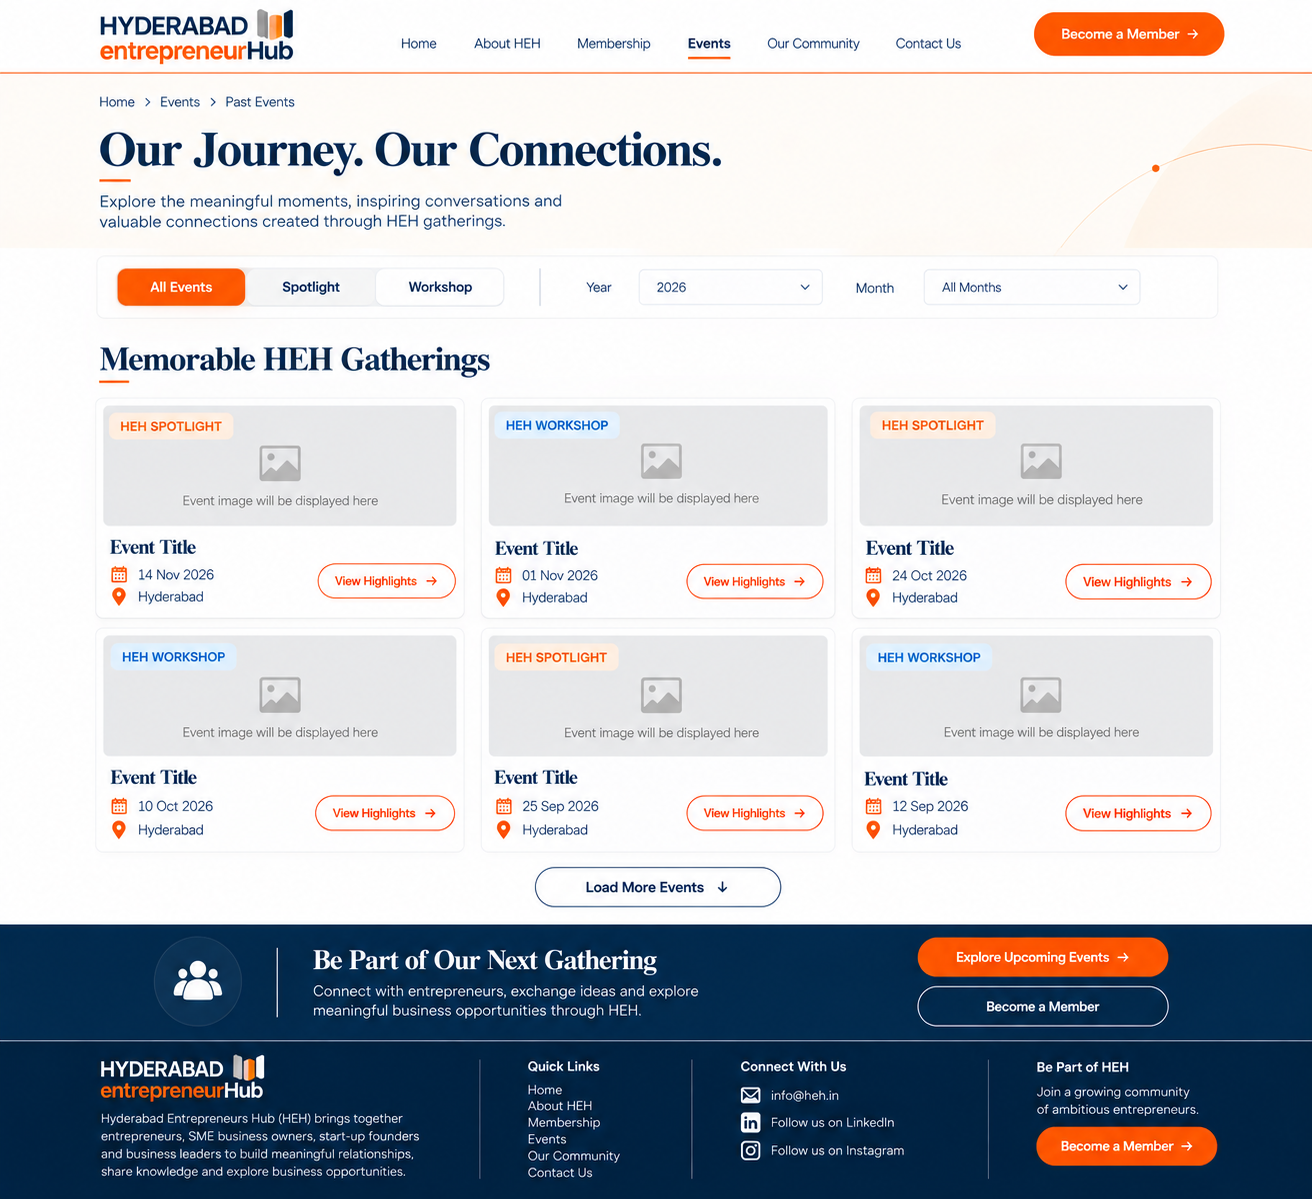 HYDERABAD
entrepreneurHub
Home
About HEH
Membership
Events
Our Community
Contact Us
Become a Member →
Home > Events > Past Events
Our Journey. Our Connections.
Explore the meaningful moments, inspiring conversations and
valuable connections created through HEH gatherings.
All Events
Spotlight
Workshop
Year
2026
Month
All Months
Memorable HEH Gatherings
HEH SPOTLIGHT
Event image will be displayed here
Event Title
14 Nov 2026
Hyderabad
View Highlights →
HEH WORKSHOP
Event image will be displayed here
Event Title
01 Nov 2026
Hyderabad
View Highlights →
HEH SPOTLIGHT
Event image will be displayed here
Event Title
24 Oct 2026
Hyderabad
View Highlights →
HEH WORKSHOP
Event image will be displayed here
Event Title
10 Oct 2026
Hyderabad
View Highlights →
HEH SPOTLIGHT
Event image will be displayed here
Event Title
25 Sep 2026
Hyderabad
View Highlights →
HEH WORKSHOP
Event image will be displayed here
Event Title
12 Sep 2026
Hyderabad
View Highlights →
Load More Events ↓
Be Part of Our Next Gathering
Connect with entrepreneurs, exchange ideas and explore
meaningful business opportunities through HEH.
Explore Upcoming Events →
Become a Member
HYDERABAD
entrepreneurHub
Hyderabad Entrepreneurs Hub (HEH) brings together
entrepreneurs, SME business owners, start-up founders
and business leaders to build meaningful relationships,
share knowledge and explore business opportunities.
Quick Links
Home
About HEH
Membership
Events
Our Community
Contact Us
Connect With Us
info@heh.in
in
Follow us on LinkedIn
Follow us on Instagram
Be Part of HEH
Join a growing community
of ambitious entrepreneurs.
Become a Member →